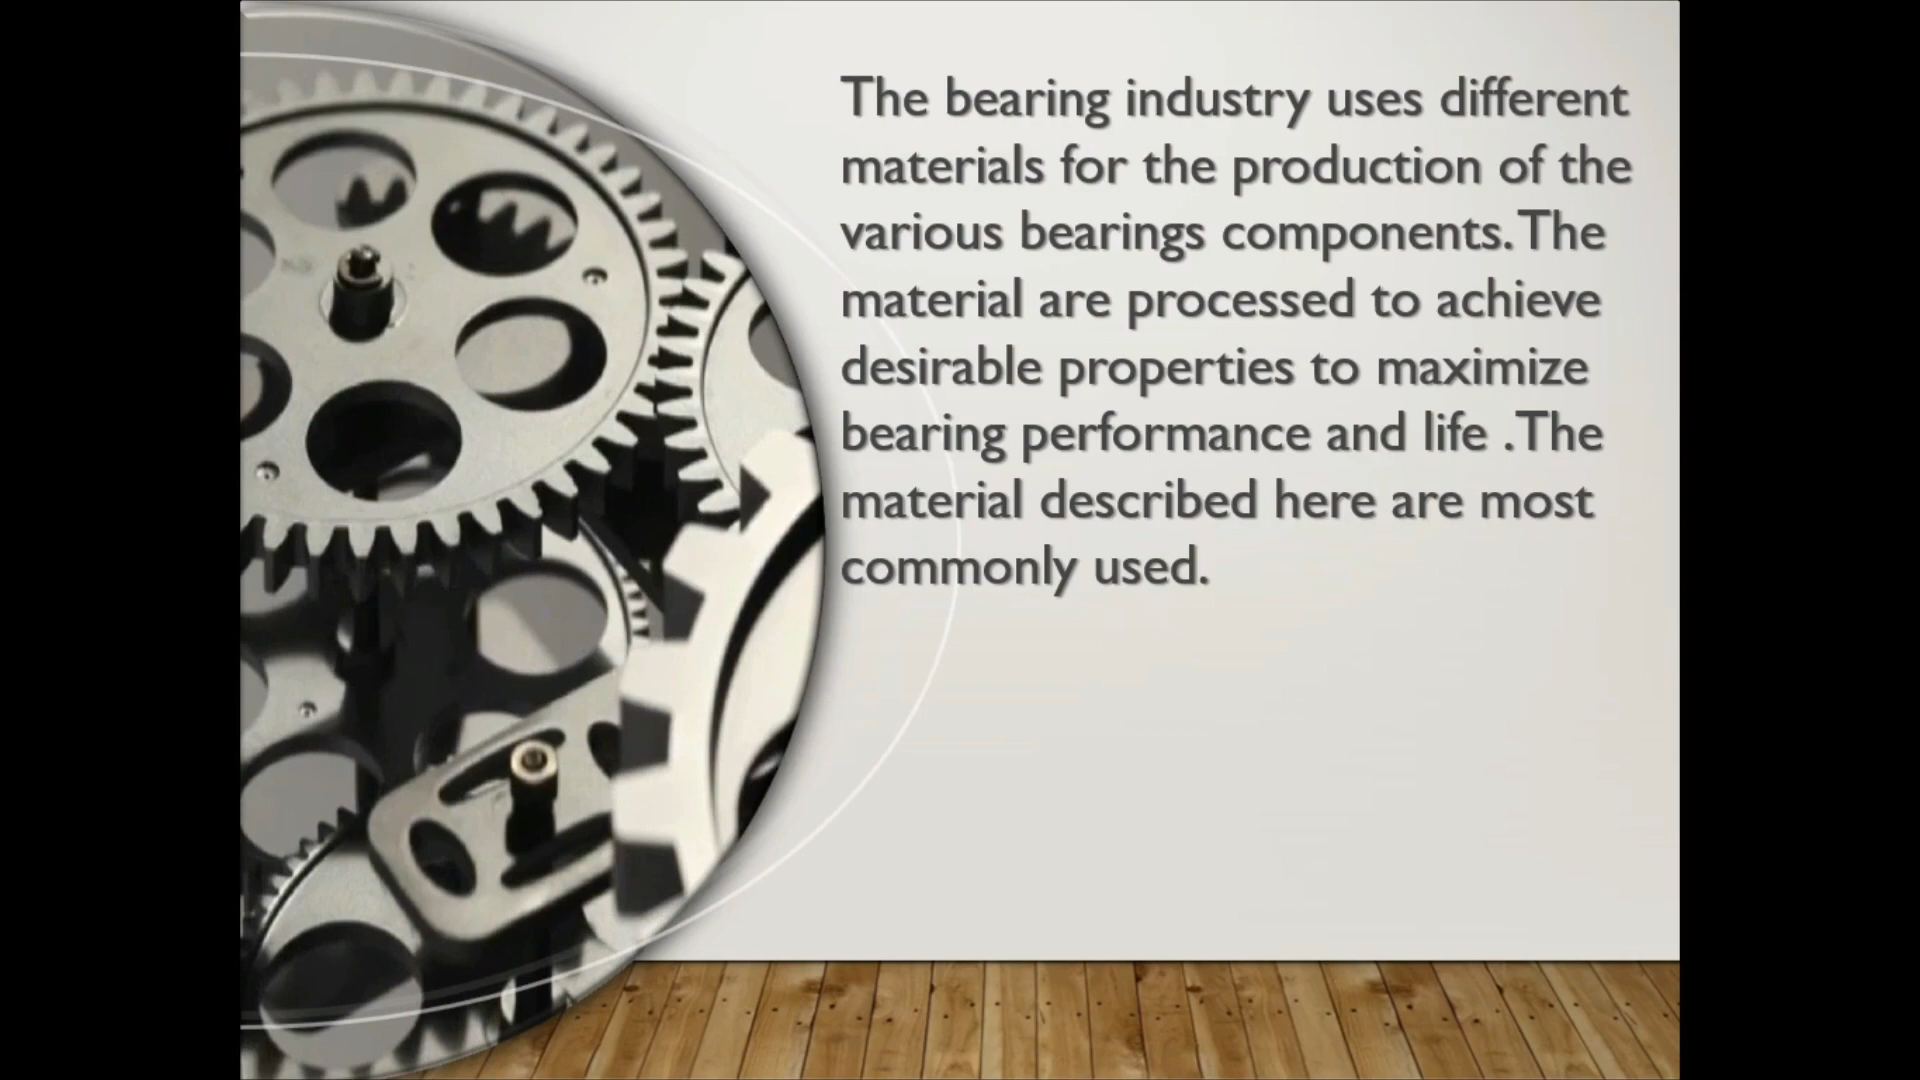 The bearing industry uses different
materials for the production of the
various bearings components. The
material are processed to achieve
desirable properties to maximize
bearing performance and life . The
material described here are most
commonly used.